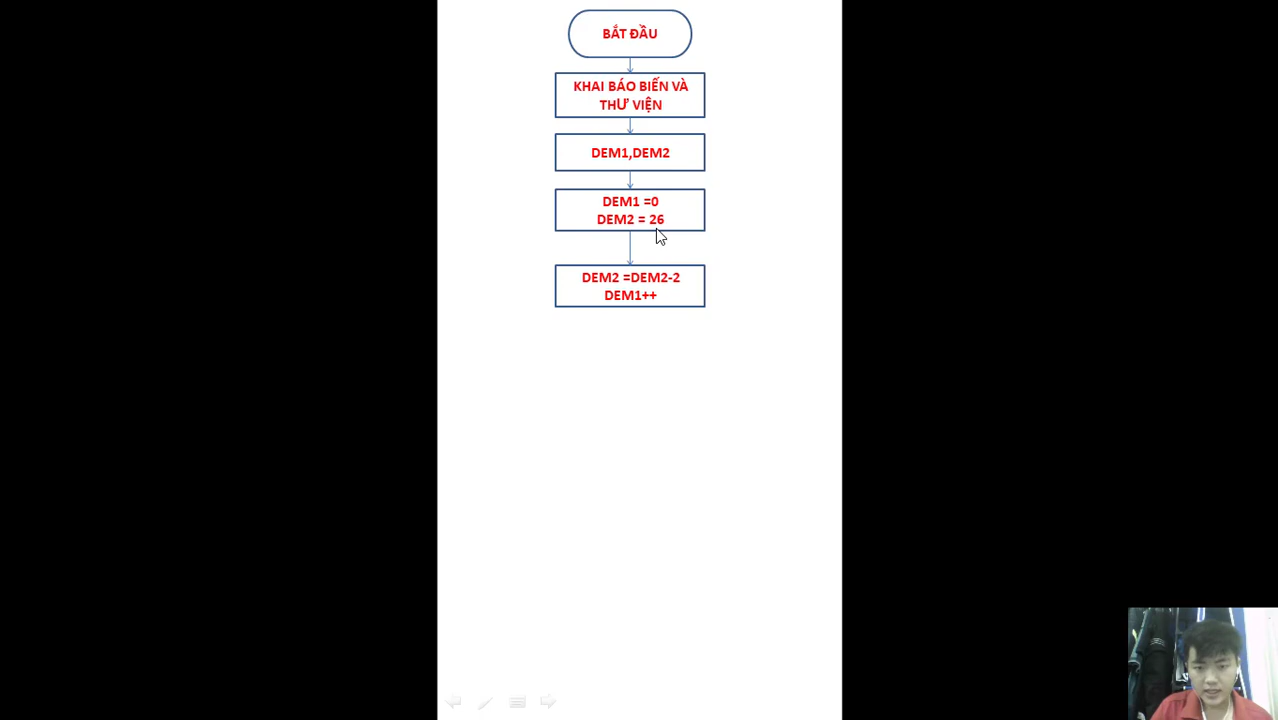 BẮT ĐẦU
KHAI BÁO BIẾN VÀ
THƯ VIỆN
DEM1,DEM2
DEM1 =0
DEM2 = 26
DEM2 =DEM2-2
DEM1++